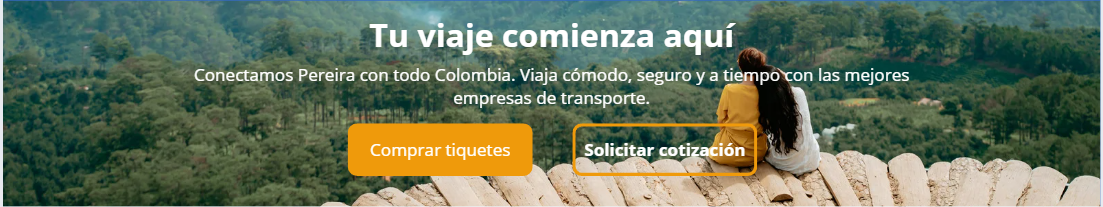 Tu viaje comienza aquí
Conectamos Pereira con todo Colombia. Viaja cómodo, seguro y a tiempo con las mejores
empresas de transporte.
Comprar tiquetes
Solicitar cotización